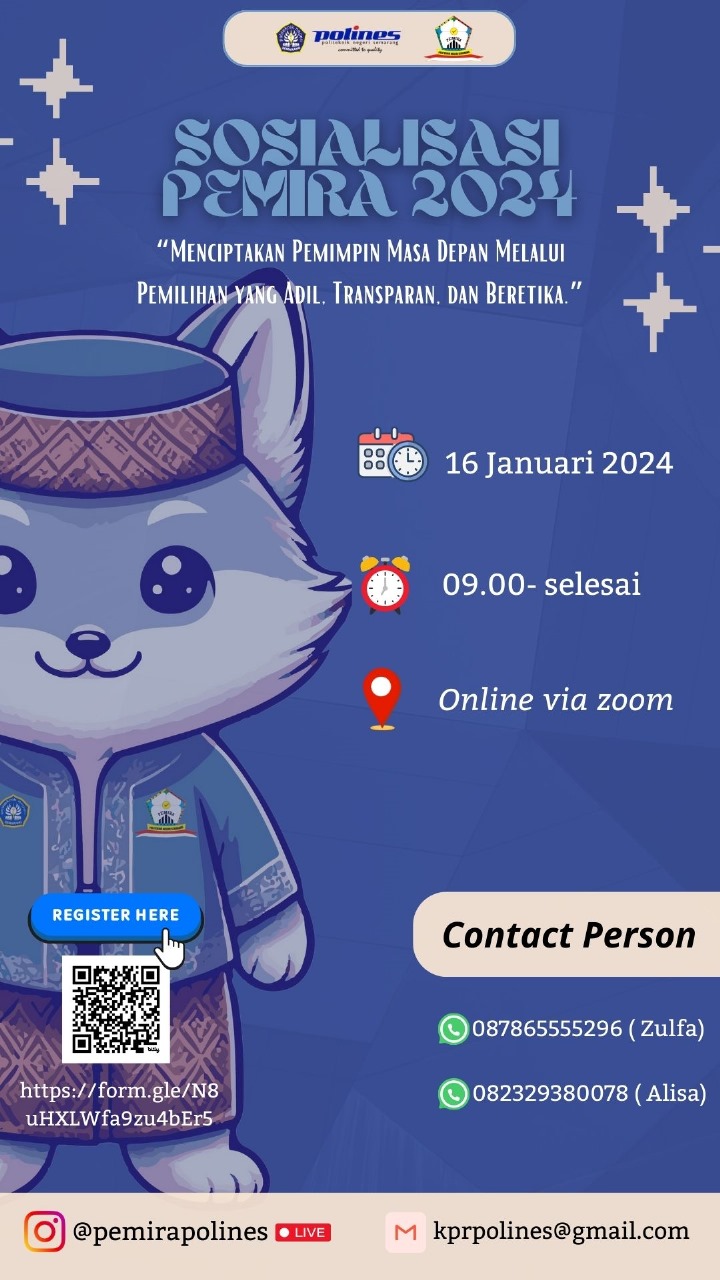 polines
politeknik negeri semarang
committed to quality
SOSIALISASI
PEMIRA 2024
“Menciptakan Pemimpin Masa Depan Melalui
Pemilihan yang Adil, Transparan, dan Beretika.”
16 Januari 2024
09.00- selesai
Online via zoom
REGISTER HERE
https://form.gle/N8
uHXLWfa9zu4bEr5
Contact Person
087865555296 ( Zulfa)
082329380078 ( Alisa)
@pemirapolines LIVE
kprpolines@gmail.com